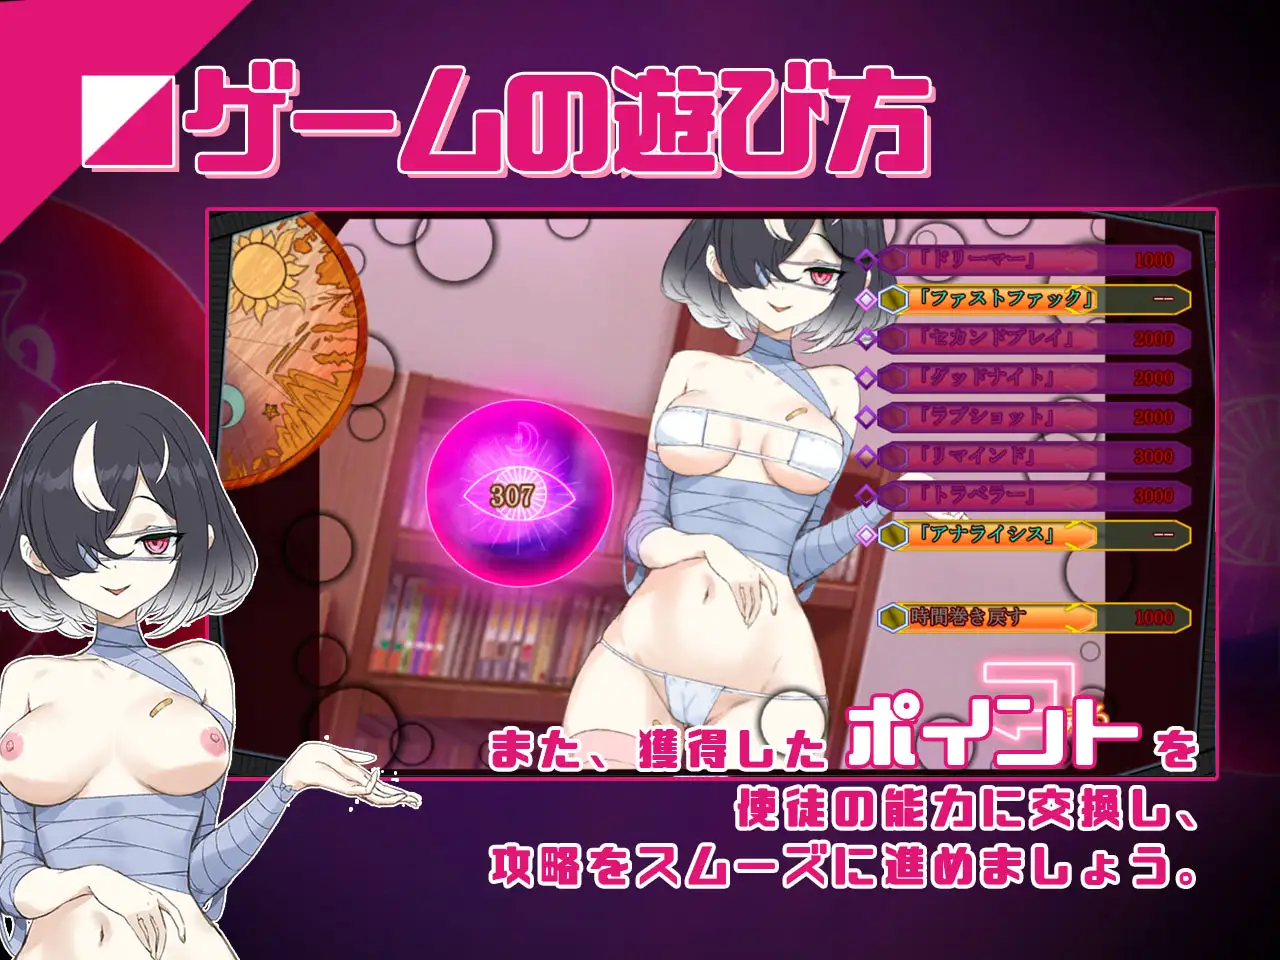 ゲームの遊び方
「ドリーマー」 1000
「ファストファック」 --
「セカンドプレイ」 2000
「グッドナイト」 2000
「ラブショット」 2000
「リマインド」 3000
「トラベラー」 3000
「アナライシス」 --
307
時間巻き戻す 1000
また、獲得したポイントを
使徒の能力に交換し、
攻略をスムーズに進めましょう。